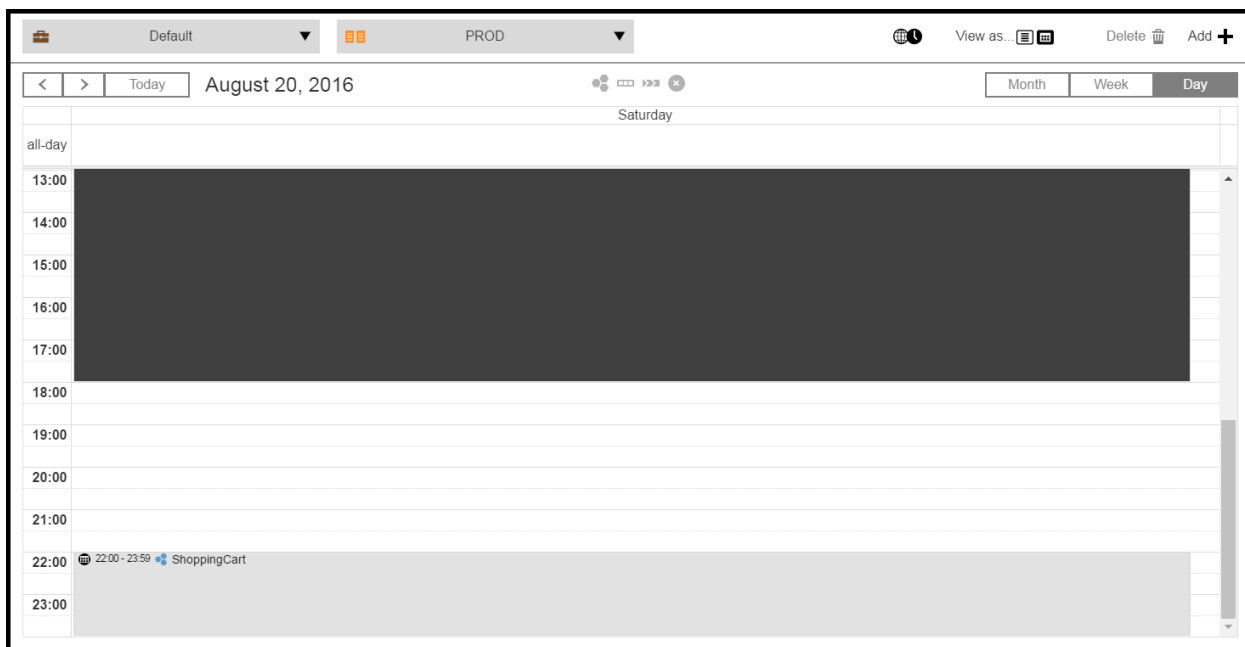 Default PROD View as... Delete Add
Today August 20, 2016 Month Week Day
Saturday
all-day
13:00
14:00
15:00
16:00
17:00
18:00
19:00
20:00
21:00
22:00 22:00 - 23:59 ShoppingCart
23:00